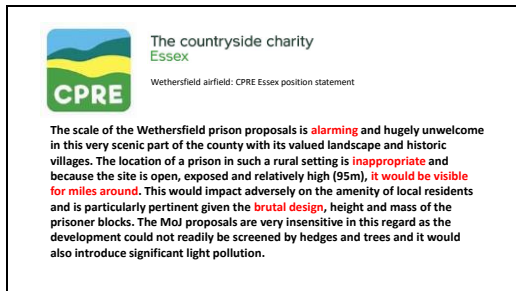 The countryside charity
Essex
CPRE
Wethersfield airfield: CPRE Essex position statement
The scale of the Wethersfield prison proposals is alarming and hugely unwelcome
in this very scenic part of the county with its valued landscape and historic
villages. The location of a prison in such a rural setting is inappropriate and
because the site is open, exposed and relatively high (95m), it would be visible
for miles around. This would impact adversely on the amenity of local residents
and is particularly pertinent given the brutal design, height and mass of the
prisoner blocks. The MoJ proposals are very insensitive in this regard as the
development could not readily be screened by hedges and trees and it would
also introduce significant light pollution.